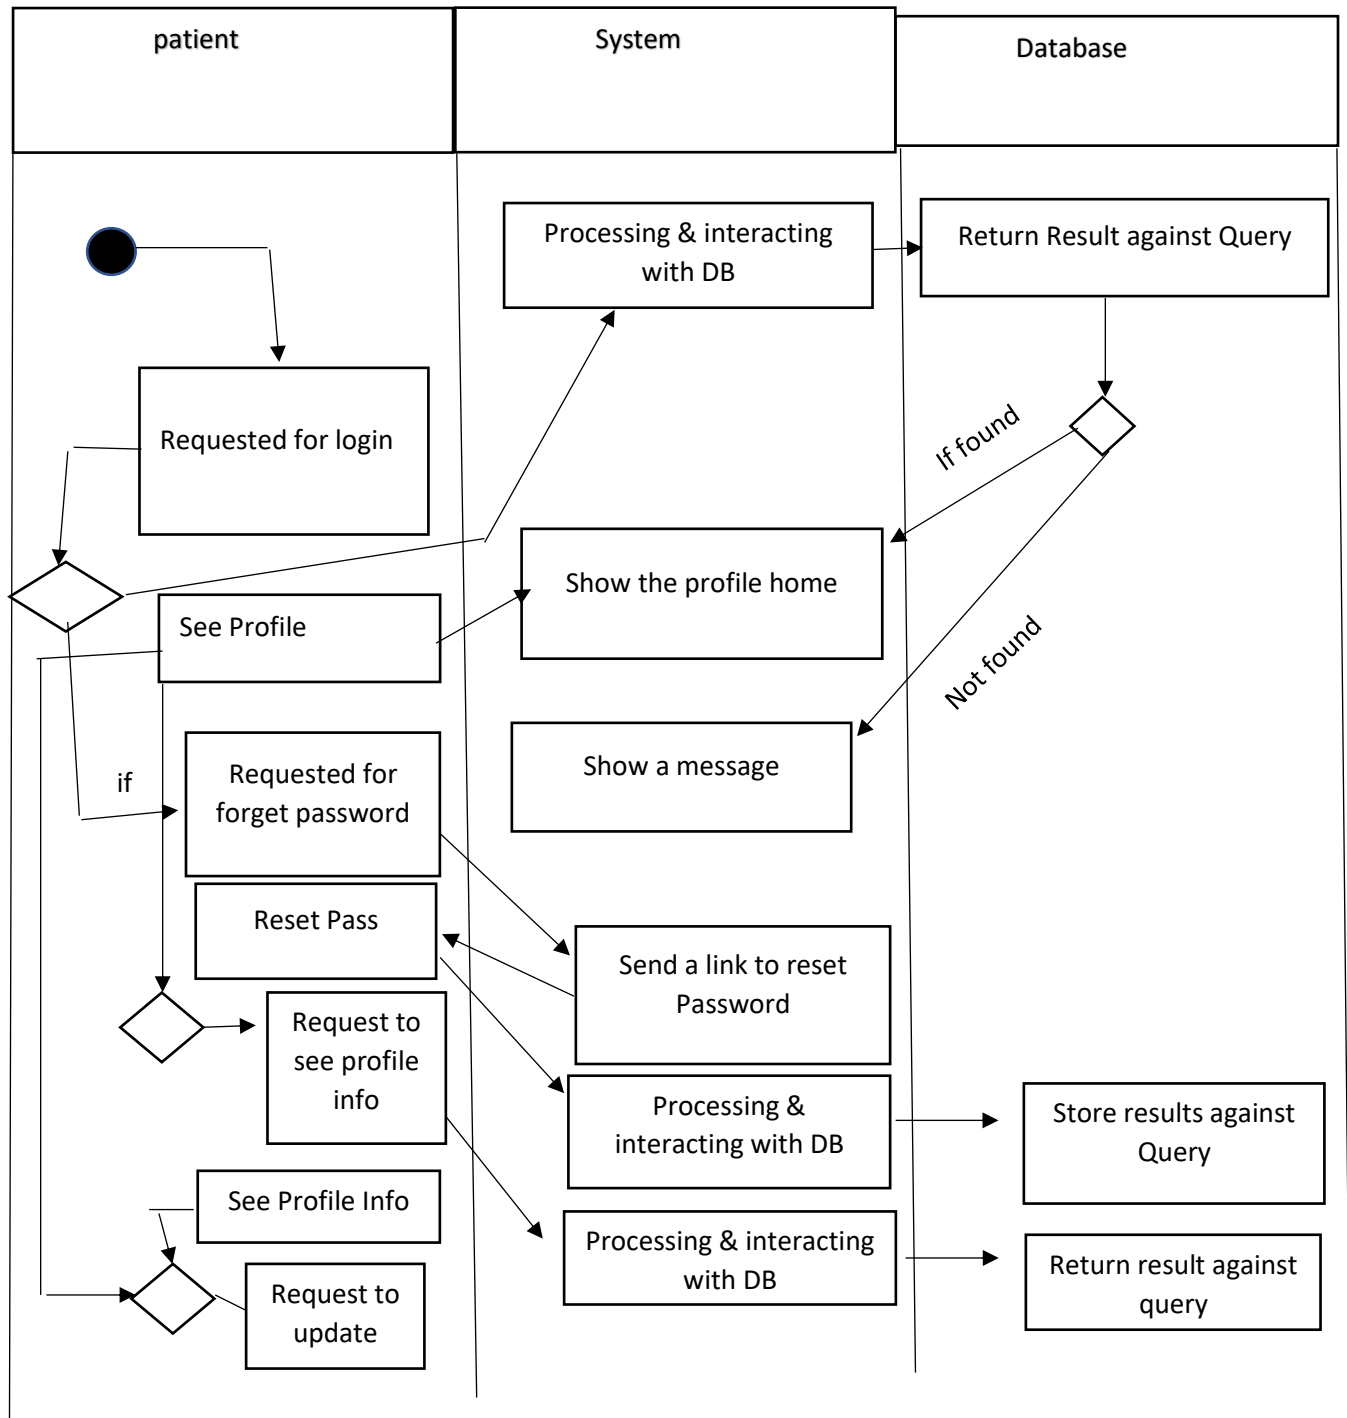 patient
System
Database
Processing & interacting
with DB
Return Result against Query
Requested for login
If found
Show the profile home
See Profile
Not found
Show a message
if
Requested for
forget password
Reset Pass
Send a link to reset
Password
Request to
see profile
info
Processing &
interacting with DB
Store results against
Query
See Profile Info
Processing & interacting
with DB
Return result against
query
Request to
update